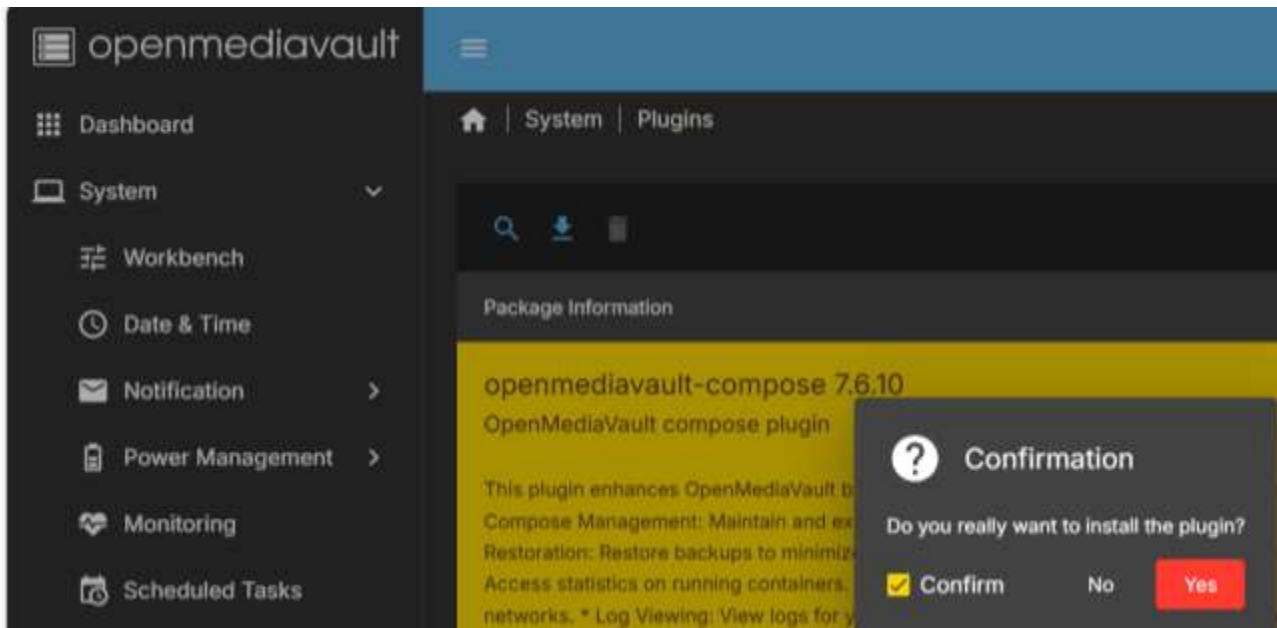 openmediavault
Dashboard
System
Workbench
Date & Time
Notification
Power Management
Monitoring
Scheduled Tasks
System | Plugins
Package Information
openmediavault-compose 7.6.10
OpenMediaVault compose plugin
This plugin enhances OpenMediaVault b
Compose Management: Maintain and ex
Restoration: Restore backups to minimiz
Access statistics on running containers.
networks. * Log Viewing: View logs for y
Confirmation
Do you really want to install the plugin?
Confirm No Yes